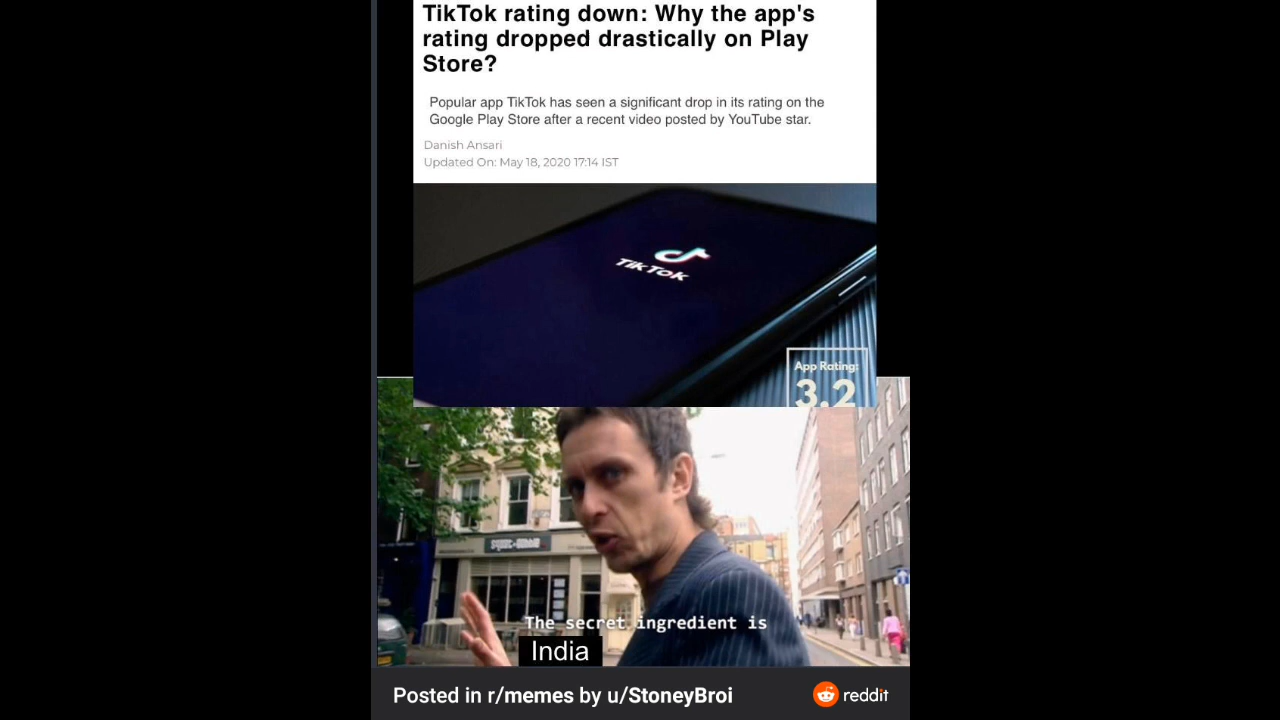 TikTok rating down: Why the app's
rating dropped drastically on Play
Store?
Popular app TikTok has seen a significant drop in its rating on the
Google Play Store after a recent video posted by YouTube star.
Danish Ansari
Updated On: May 18, 2020 17:14 IST
TikTok
App Rating:
3.2
The secret ingredient is
India
Posted in r/memes by u/StoneyBroi
reddit